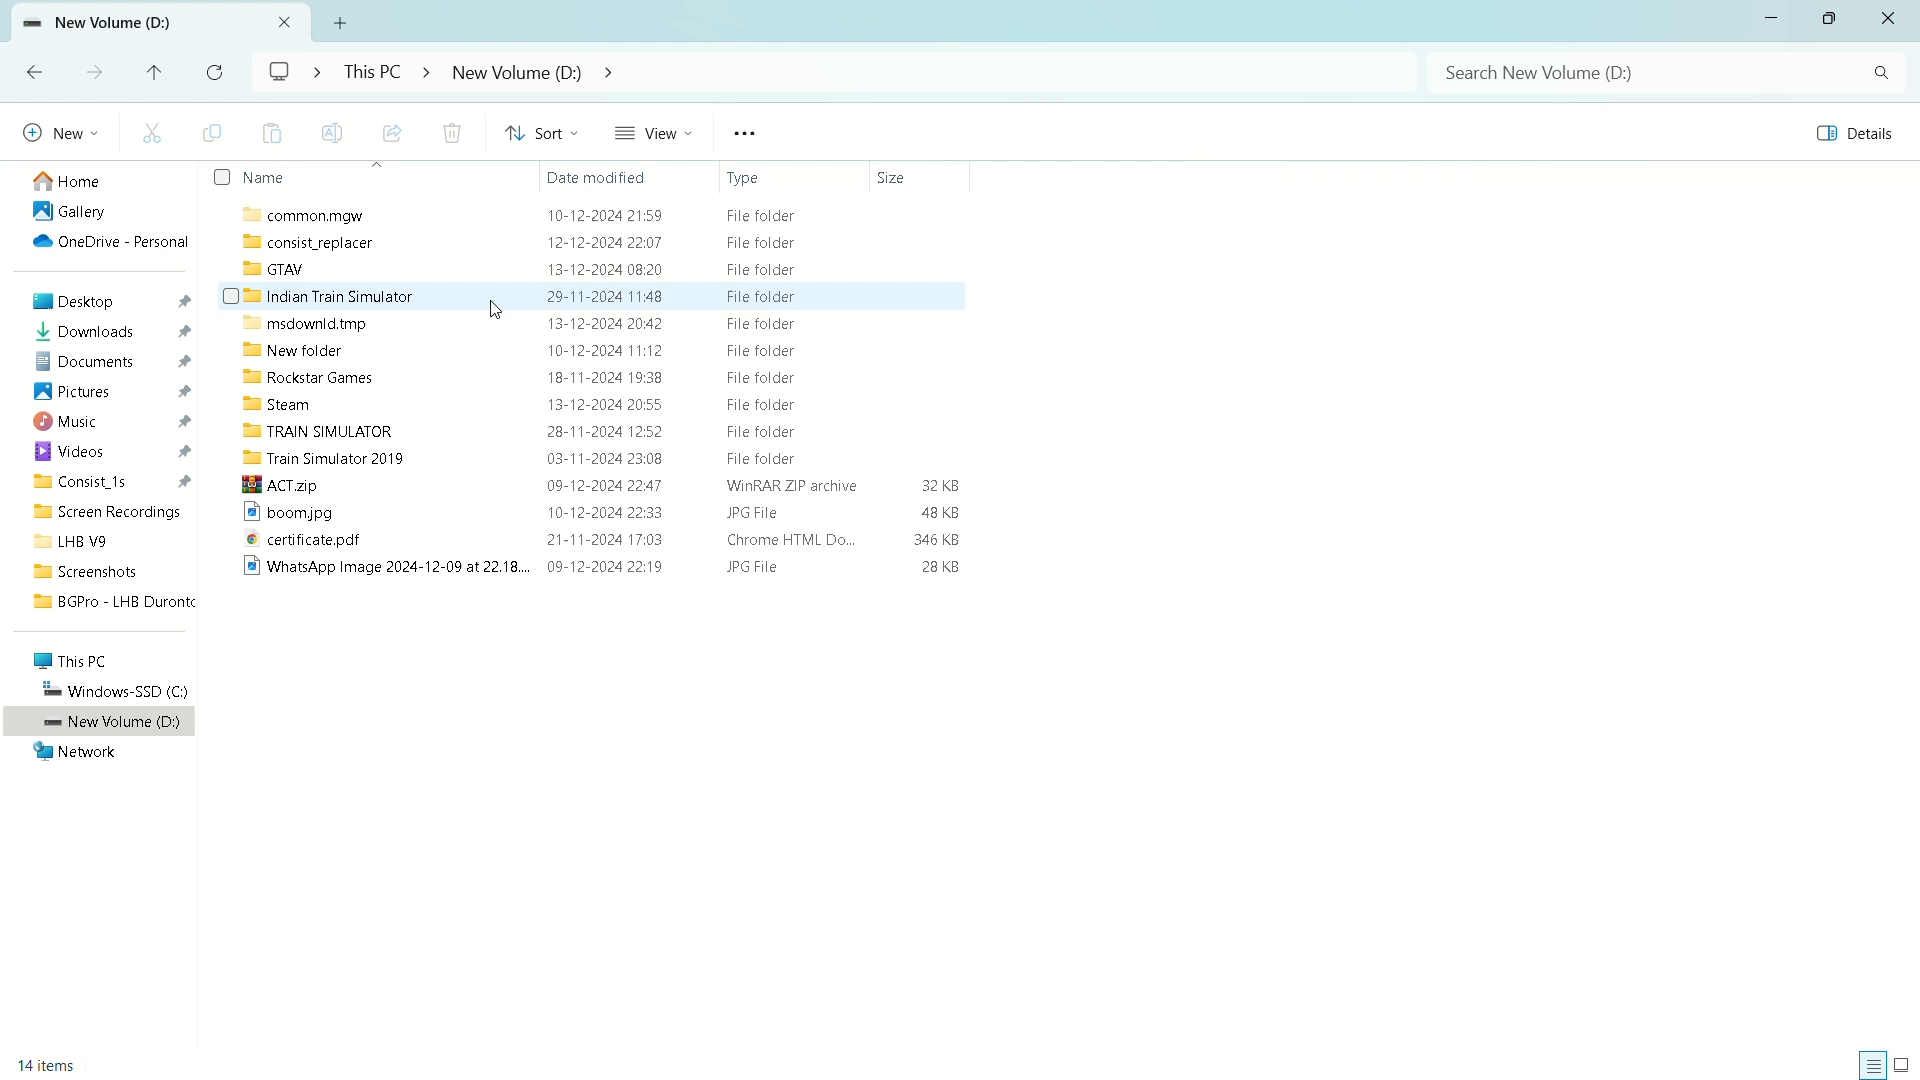 New Volume (D:)
This PC > New Volume (D:) >
Search New Volume (D:)
New
Sort
View
Details
Home
Gallery
OneDrive - Personal
Desktop
Downloads
Documents
Pictures
Music
Videos
Consist_1s
Screen Recordings
LHB V9
Screenshots
BGPro - LHB Duronto
This PC
Windows-SSD (C:)
New Volume (D:)
Network
Name Date modified Type Size
common.mgw 10-12-2024 21:59 File folder
consist_replacer 12-12-2024 22:07 File folder
GTAV 13-12-2024 08:20 File folder
Indian Train Simulator 29-11-2024 11:48 File folder
msdownld.tmp 13-12-2024 20:42 File folder
New folder 10-12-2024 11:12 File folder
Rockstar Games 18-11-2024 19:38 File folder
Steam 13-12-2024 20:55 File folder
TRAIN SIMULATOR 28-11-2024 12:52 File folder
Train Simulator 2019 03-11-2024 23:08 File folder
ACT.zip 09-12-2024 22:47 WinRAR ZIP archive 32 KB
boom.jpg 10-12-2024 22:33 JPG File 48 KB
certificate.pdf 21-11-2024 17:03 Chrome HTML Do... 346 KB
WhatsApp Image 2024-12-09 at 22.18.... 09-12-2024 22:19 JPG File 28 KB
14 items